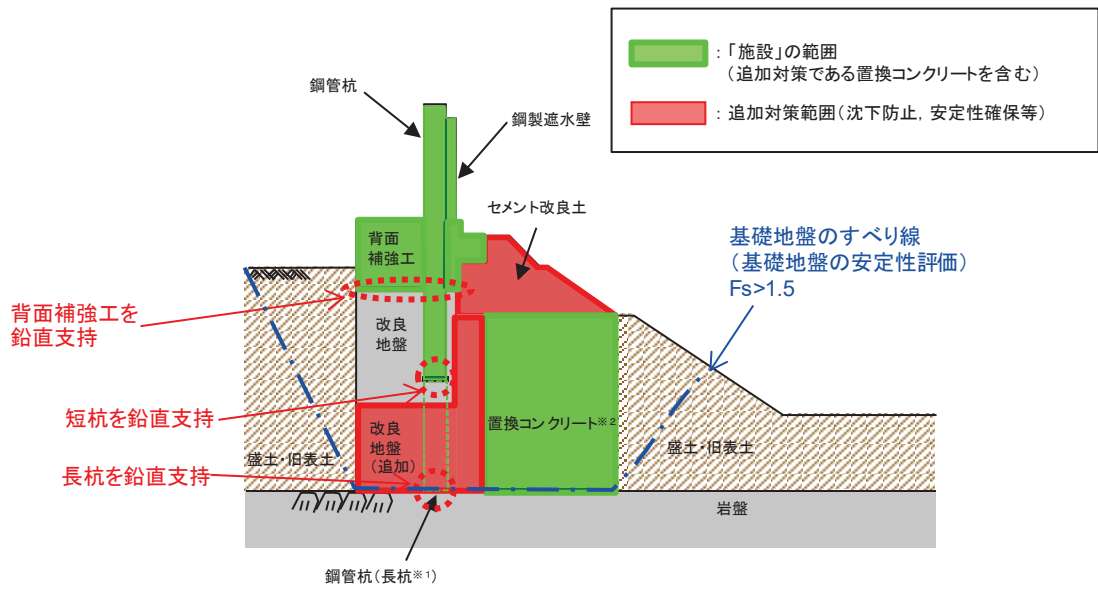 ：「施設」の範囲
（追加対策である置換コンクリートを含む）
：追加対策範囲（沈下防止，安定性確保等）
鋼管杭
鋼製遮水壁
セメント改良土
基礎地盤のすべり線
（基礎地盤の安定性評価）
Fs>1.5
背面
補強工
背面補強工を
鉛直支持
改良
地盤
短杭を鉛直支持
置換コンクリート※2
改良
地盤
（追加）
盛土・旧表土
盛土・旧表土
長杭を鉛直支持
岩盤
鋼管杭（長杭※1）